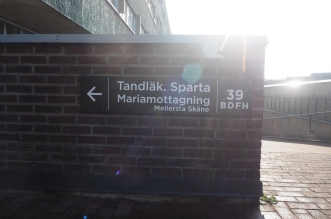 Tandläk. Sparta
Mariamottagning
Mellersta Skåne
39
BDFH